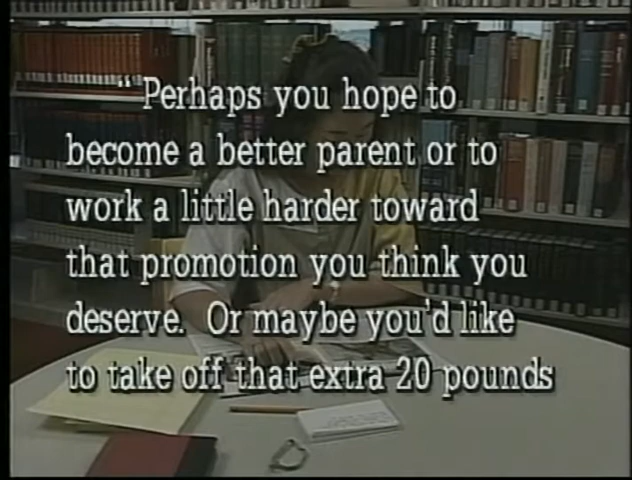 "Perhaps you hope to
become a better parent or to
work a little harder toward
that promotion you think you
deserve. Or maybe you'd like
to take off that extra 20 pounds